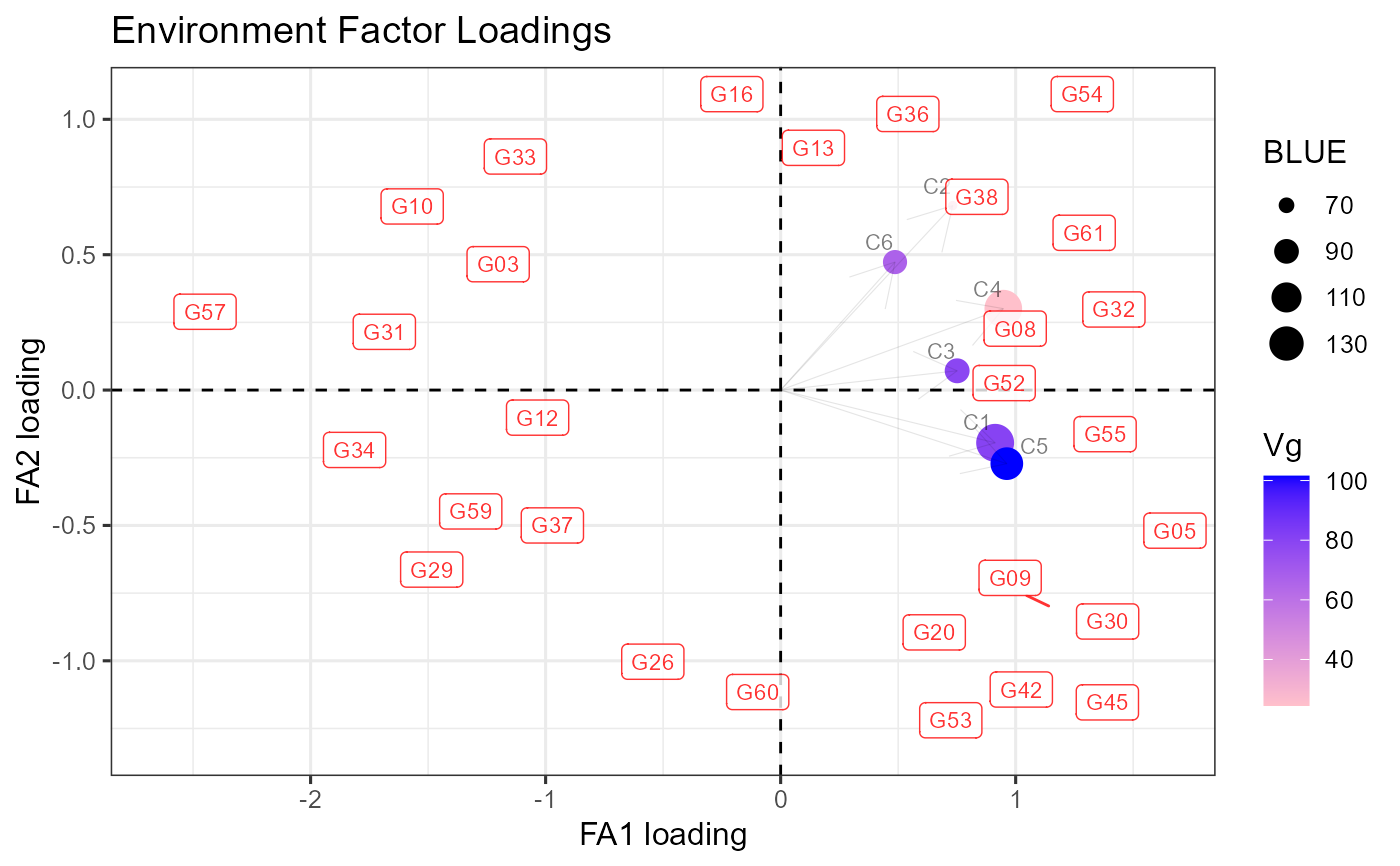 Environment Factor Loadings
G16
G54
G36
1.0
G13
G33
C2
G38
G10
G61
C6
G03
0.5
C4
G57
G32
G08
G31
C3
G52
0.0
G12
C1
G55
C5
G34
G59
G37
-0.5
G05
G29
G09
G30
G20
G26
-1.0
G60
G42
G45
G53
-2
-1
0
1
FA1 loading
FA2 loading
BLUE
70
90
110
130
Vg
100
80
60
40